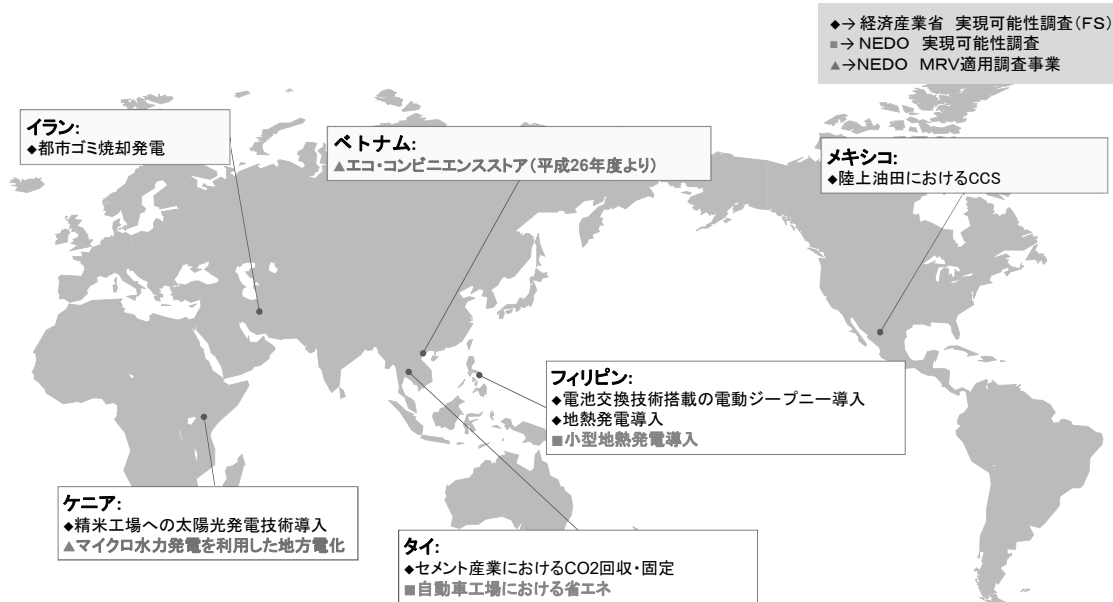 ◆→ 経済産業省 実現可能性調査(FS)
■→ NEDO 実現可能性調査
▲→NEDO MRV適用調査事業
イラン:
◆都市ゴミ焼却発電
ベトナム:
▲エコ・コンビニエンスストア(平成26年度より)
メキシコ:
◆陸上油田におけるCCS
フィリピン:
◆電池交換技術搭載の電動ジープニー導入
◆地熱発電導入
■小型地熱発電導入
ケニア:
◆精米工場への太陽光発電技術導入
▲マイクロ水力発電を利用した地方電化
タイ:
◆セメント産業におけるCO2回収・固定
■自動車工場における省エネ